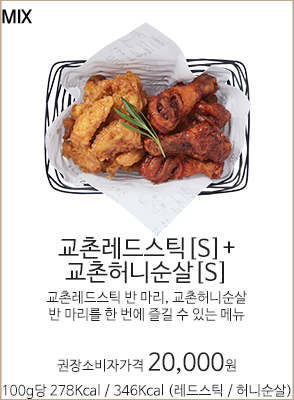 MIX
교촌레드스틱[S]+
교촌허니순살[S]
교촌레드스틱 반 마리, 교촌허니순살
반 마리를 한 번에 즐길 수 있는 메뉴
권장소비자가격 20,000원
100g당 278Kcal / 346Kcal (레드스틱 / 허니순살)